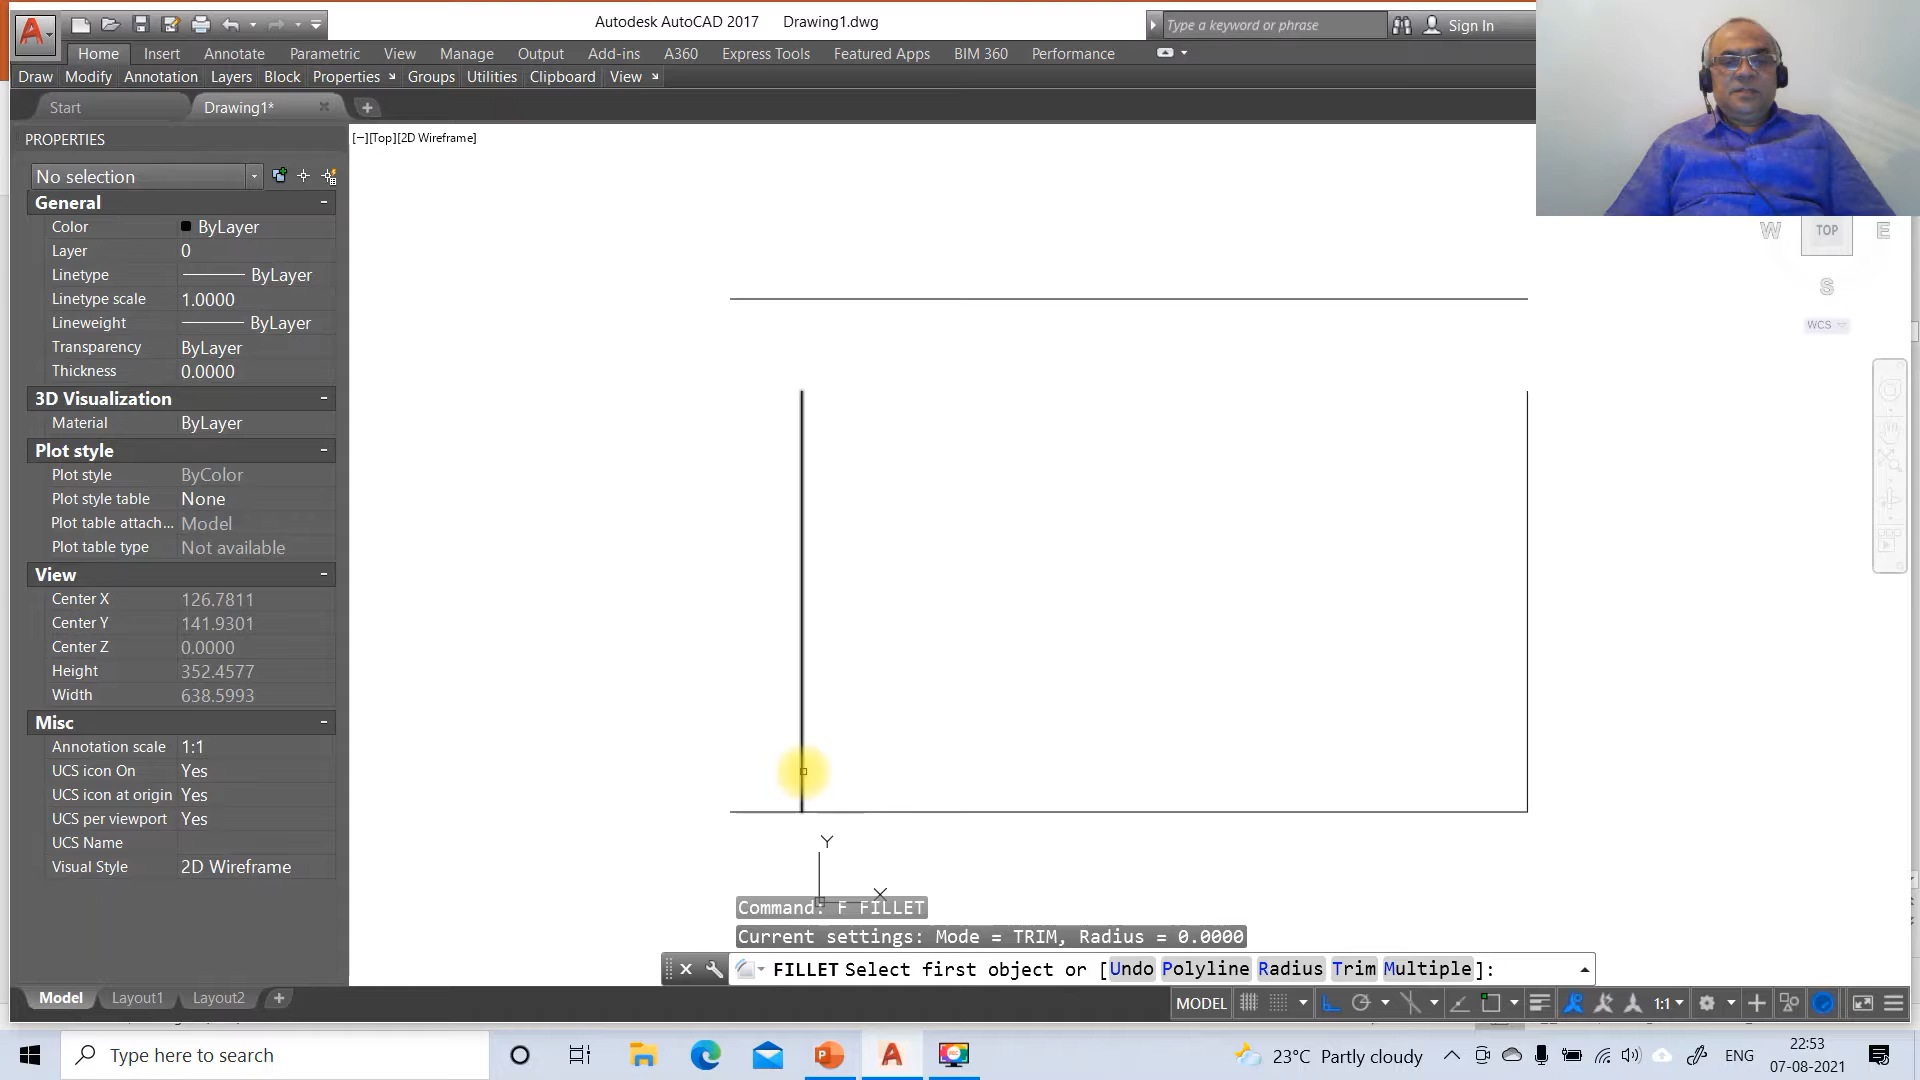 Autodesk AutoCAD 2017 Drawing1.dwg
Type a keyword or phrase
Sign In
Home Insert Annotate Parametric View Manage Output Add-ins A360 Express Tools Featured Apps BIM 360 Performance
Draw Modify Annotation Layers Block Properties Groups Utilities Clipboard View
Start Drawing1*
PROPERTIES
[−][Top][2D Wireframe]
No selection
General
Color ByLayer
Layer 0
Linetype ByLayer
Linetype scale 1.0000
Lineweight ByLayer
Transparency ByLayer
Thickness 0.0000
3D Visualization
Material ByLayer
Plot style
Plot style ByColor
Plot style table None
Plot table attach... Model
Plot table type Not available
View
Center X 126.7811
Center Y 141.9301
Center Z 0.0000
Height 352.4577
Width 638.5993
Misc
Annotation scale 1:1
UCS icon On Yes
UCS icon at origin Yes
UCS per viewport Yes
UCS Name
Visual Style 2D Wireframe
W TOP E
S
WCS
Y
X
Command: F FILLET
Current settings: Mode = TRIM, Radius = 0.0000
FILLET Select first object or [Undo Polyline Radius Trim Multiple]:
Model Layout1 Layout2
MODEL 1:1
Type here to search
23°C Partly cloudy
ENG
22:53
07-08-2021